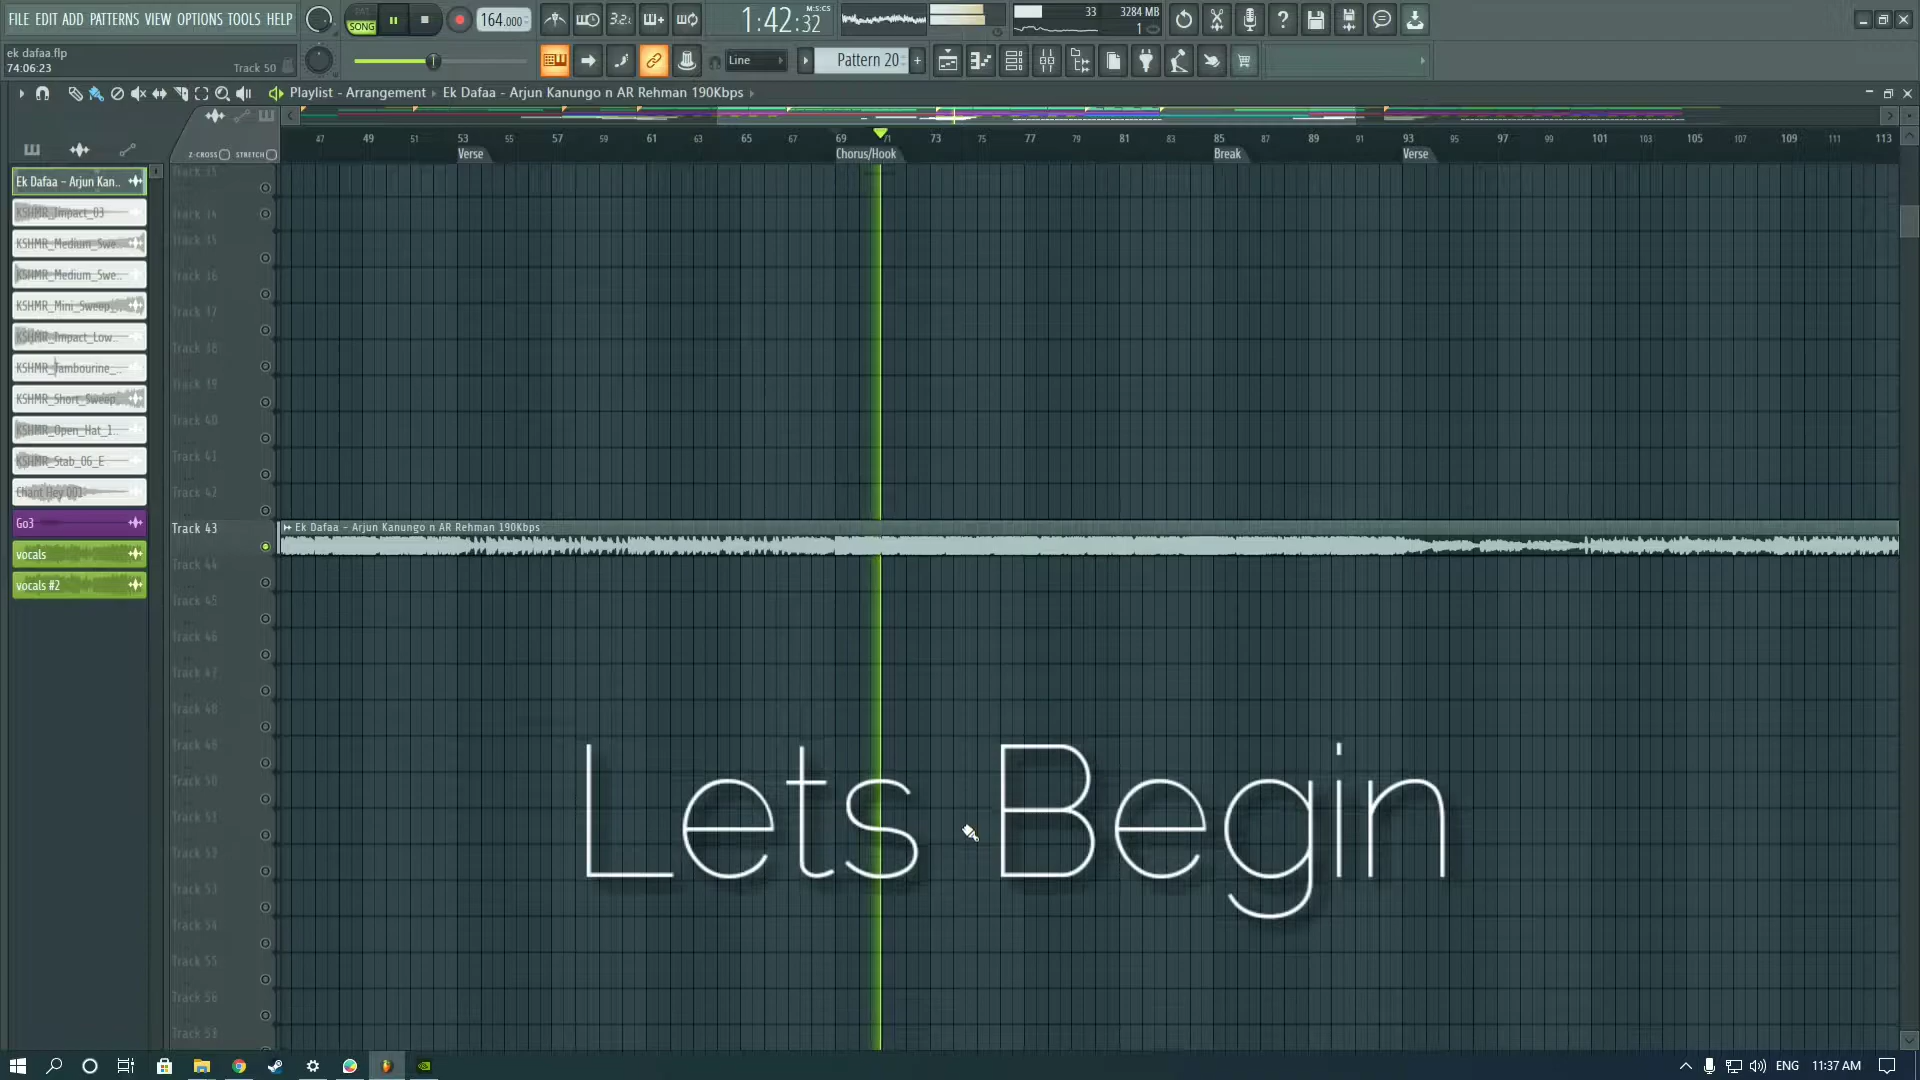 FILE EDIT ADD PATTERNS VIEW OPTIONS TOOLS HELP
SONG
164.000
3.2.
1:42:32
M:S:CS
33
3284 MB
1
ek dafaa.flp
74:06:23
Track 50
Line
Pattern 20
Playlist - Arrangement
Ek Dafaa - Arjun Kanungo n AR Rehman 190Kbps
47 49 51 53 55 57 59 61 63 65 67 69 71 73 75 77 79 81 83 85 87 89 91 93 95 97 99 101 103 105 107 109 111 113
Z-CROSS
STRETCH
Verse
Chorus/Hook
Break
Verse
Ek Dafaa - Arjun Kan..
KSHMR_Impact_03
KSHMR_Medium_Swe..
KSHMR_Medium_Swe..
KSHMR_Mini_Sweep_
KSHMR_Impact_Low..
KSHMR_Tambourine_..
KSHMR_Short_Sweep_
KSHMR_Open_Hat_1..
KSHMR_Stab_06_E
Chant Hey 001
Go3
vocals
vocals #2
Track 35
Track 36
Track 37
Track 38
Track 39
Track 40
Track 41
Track 42
Track 43
Ek Dafaa - Arjun Kanungo n AR Rehman 190Kbps
Track 44
Track 45
Track 46
Track 47
Track 48
Track 49
Track 50
Track 51
Track 52
Track 53
Track 54
Track 55
Track 56
Lets Begin
ENG
11:37 AM